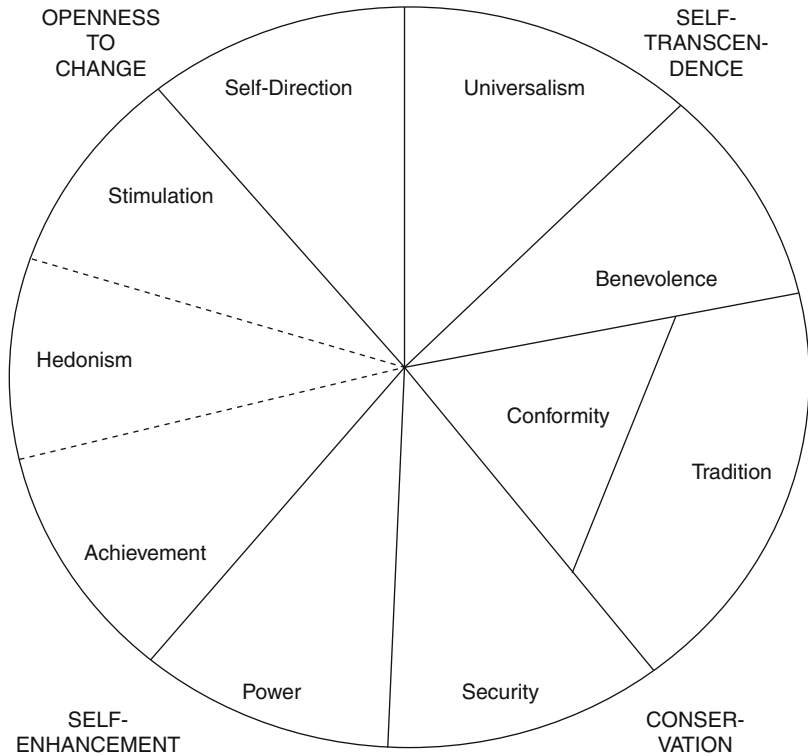 OPENNESS
TO
CHANGE
SELF-
TRANSCEN-
DENCE
Self-Direction
Universalism
Stimulation
Benevolence
Hedonism
Conformity
Tradition
Achievement
Power
Security
SELF-
ENHANCEMENT
CONSER-
VATION